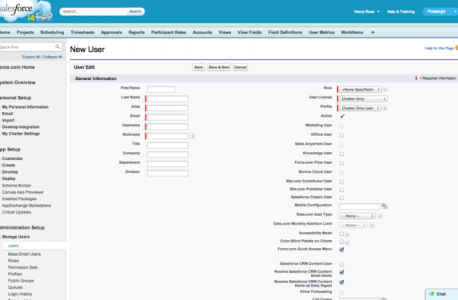 salesforce
14
Search...
Search
Henry Rose
Help & Training
Home Projects Scheduling Timesheets Approvals Reports Participant Rates Accounts Views View Fields Field Definitions User Metrics WorkItems +
Quick Find
Expand All | Collapse All
force.com Home
System Overview
Personal Setup
My Personal Information
Email
Import
Desktop Integration
My Chatter Settings
App Setup
Customize
Create
Develop
Deploy
Schema Builder
Canvas App Previewer
Installed Packages
AppExchange Marketplace
Critical Updates
Administration Setup
Manage Users
Users
Mass Email Users
Roles
Permission Sets
Profiles
Public Groups
Queues
Login History
New User
Help for this Page
User Edit
Save
Save & New
Cancel
General Information
= Required Information
First Name
Last Name
Alias
Email
Username
Nickname
Title
Company
Department
Division
Role <None Specified>
User License Chatter Only
Profile Chatter Only User
Active
Marketing User
Offline User
Sales Anywhere User
Knowledge User
Force.com Flow User
Service Cloud User
Site.com Contributor User
Site.com Publisher User
Salesforce Classic User
Mobile Configuration
Data.com User Type --None--
Data.com Monthly Addition Limit --None--
Accessibility Mode
Color-Blind Palette on Charts
Force.com Quick Access Menu
Salesforce CRM Content User
Receive Salesforce CRM Content Email Alerts
Receive Salesforce CRM Content Alerts as Daily Digest
Allow Forecasting
Chat